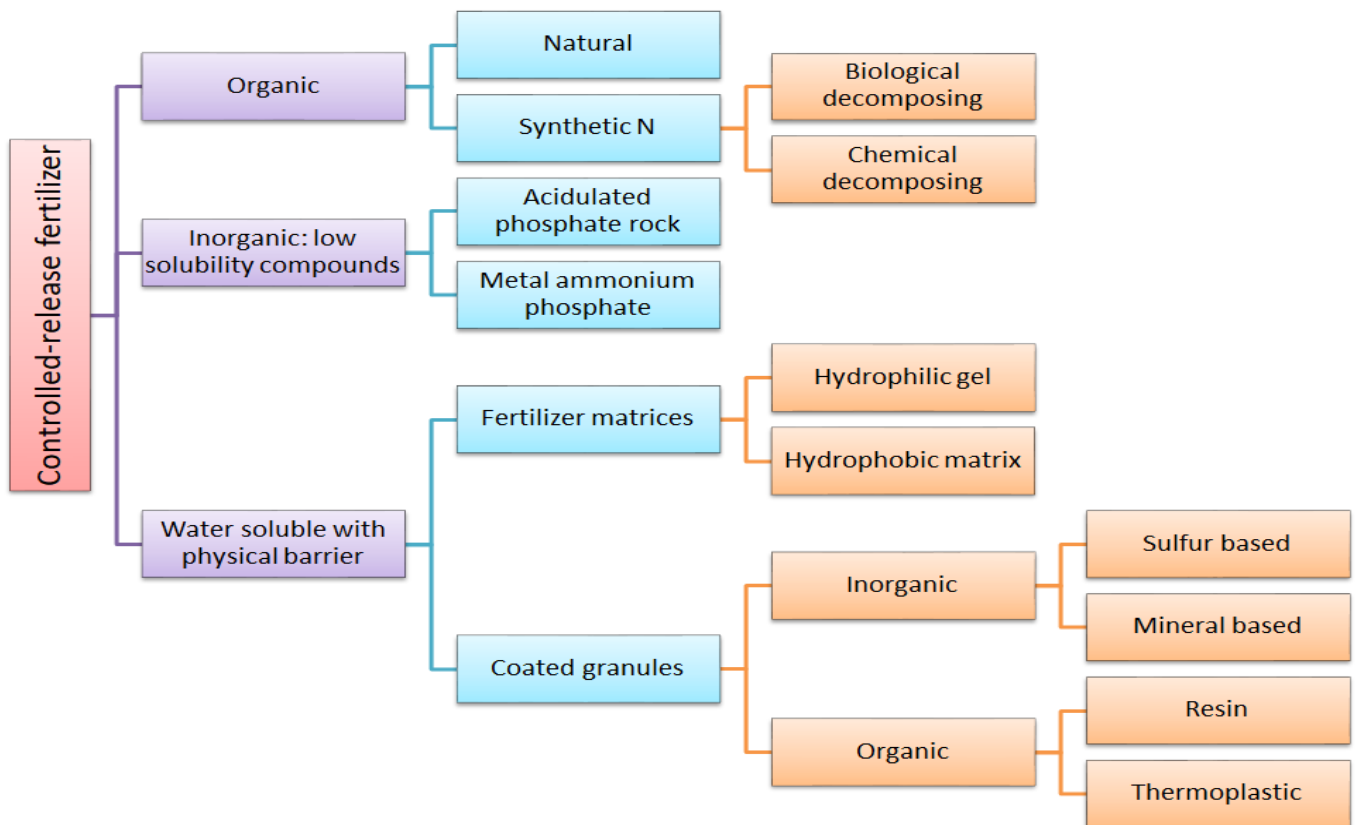 Controlled-release fertilizer
Organic
Natural
Synthetic N
Biological
decomposing
Chemical
decomposing
Inorganic: low
solubility compounds
Acidulated
phosphate rock
Metal ammonium
phosphate
Water soluble with
physical barrier
Fertilizer matrices
Hydrophilic gel
Hydrophobic matrix
Coated granules
Inorganic
Sulfur based
Mineral based
Organic
Resin
Thermoplastic